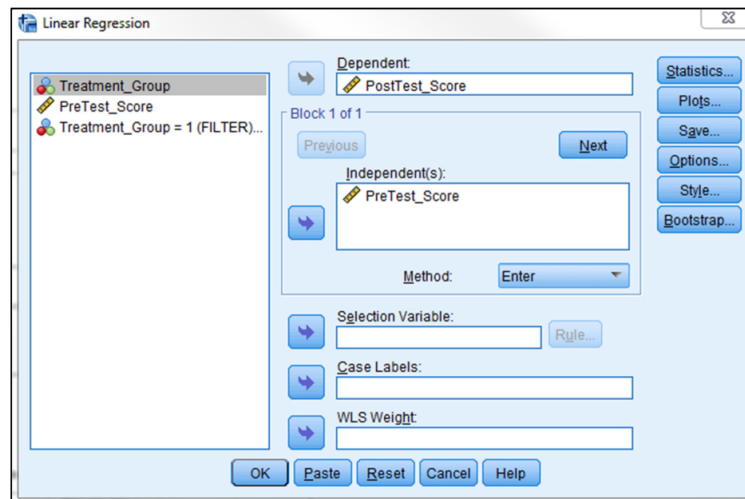 Linear Regression
Treatment_Group
PreTest_Score
Treatment_Group = 1 (FILTER)...
Dependent:
PostTest_Score
Block 1 of 1
Previous
Next
Independent(s):
PreTest_Score
Method:
Enter
Selection Variable:
Rule...
Case Labels:
WLS Weight:
Statistics...
Plots...
Save...
Options...
Style...
Bootstrap...
OK
Paste
Reset
Cancel
Help